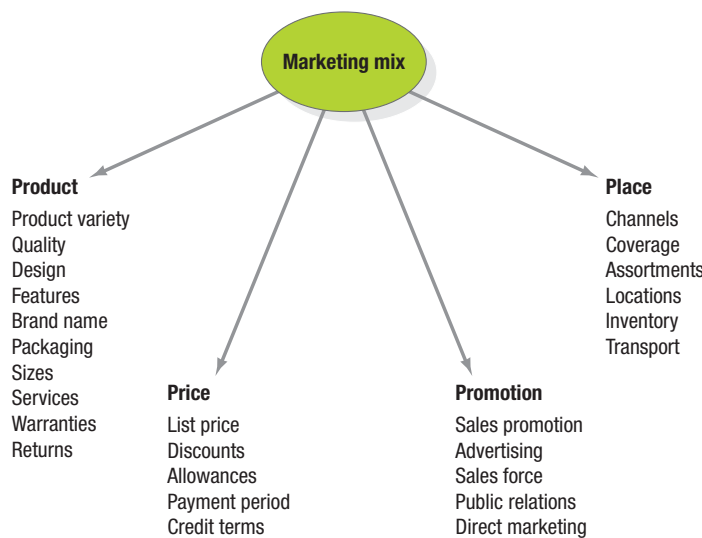 Marketing mix
Product
Product variety
Quality
Design
Features
Brand name
Packaging
Sizes
Services
Warranties
Returns
Price
List price
Discounts
Allowances
Payment period
Credit terms
Promotion
Sales promotion
Advertising
Sales force
Public relations
Direct marketing
Place
Channels
Coverage
Assortments
Locations
Inventory
Transport